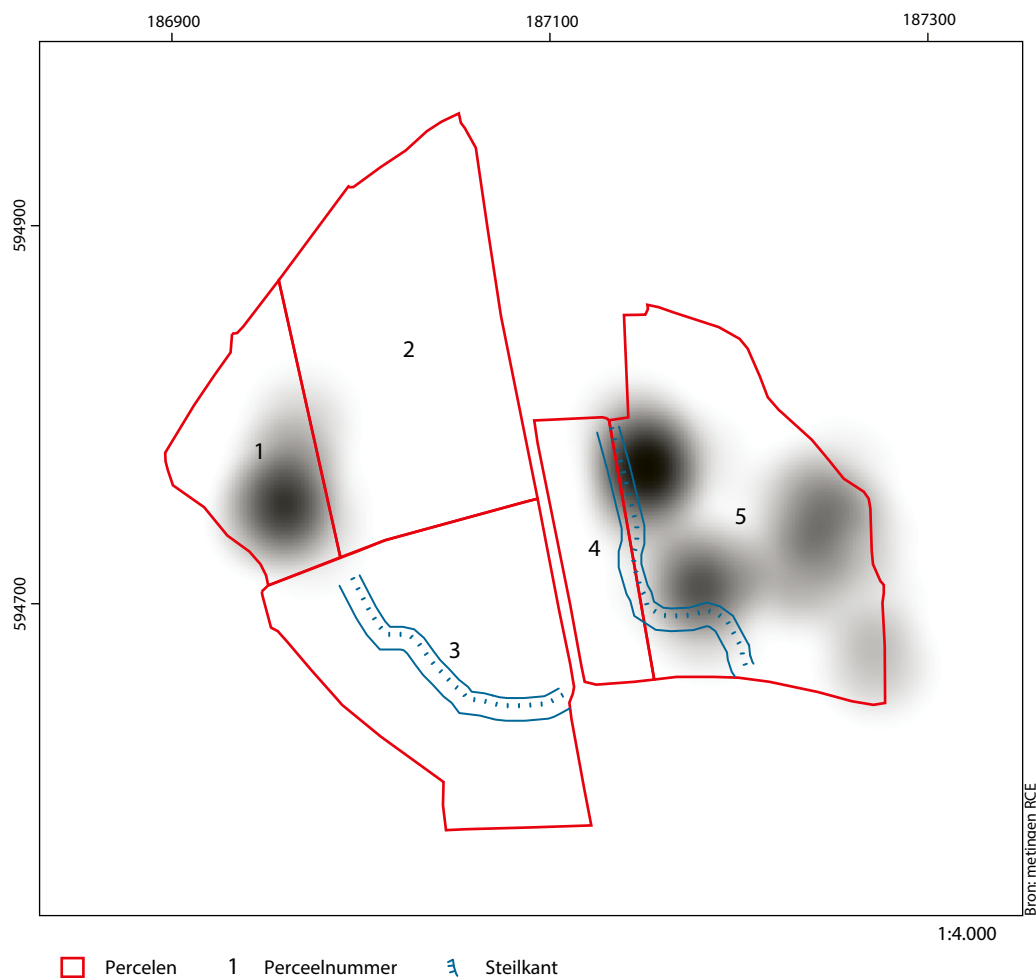 186900
187100
187300
594900
594700
2
1
5
4
3
Bron: metingen RCE
1:4.000
Percelen
1 Perceelnummer
Steilkant